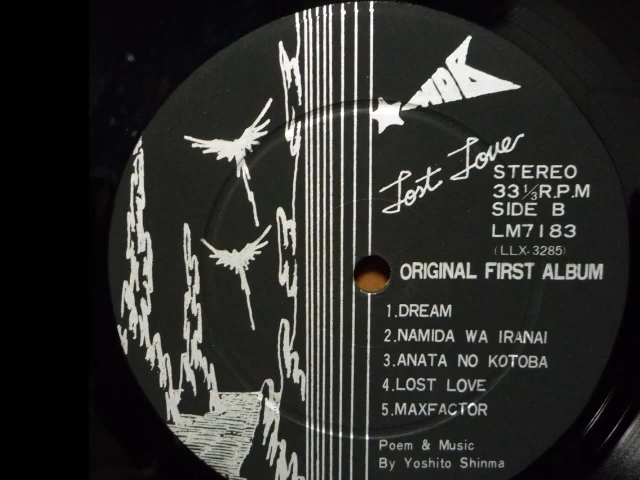 Lost Love
STEREO
33⅓R.P.M
SIDE B
LM7183
(LLX-3285)
ORIGINAL FIRST ALBUM
1.DREAM
2.NAMIDA WA IRANAI
3.ANATA NO KOTOBA
4.LOST LOVE
5.MAXFACTOR
Poem & Music
By Yoshito Shinma